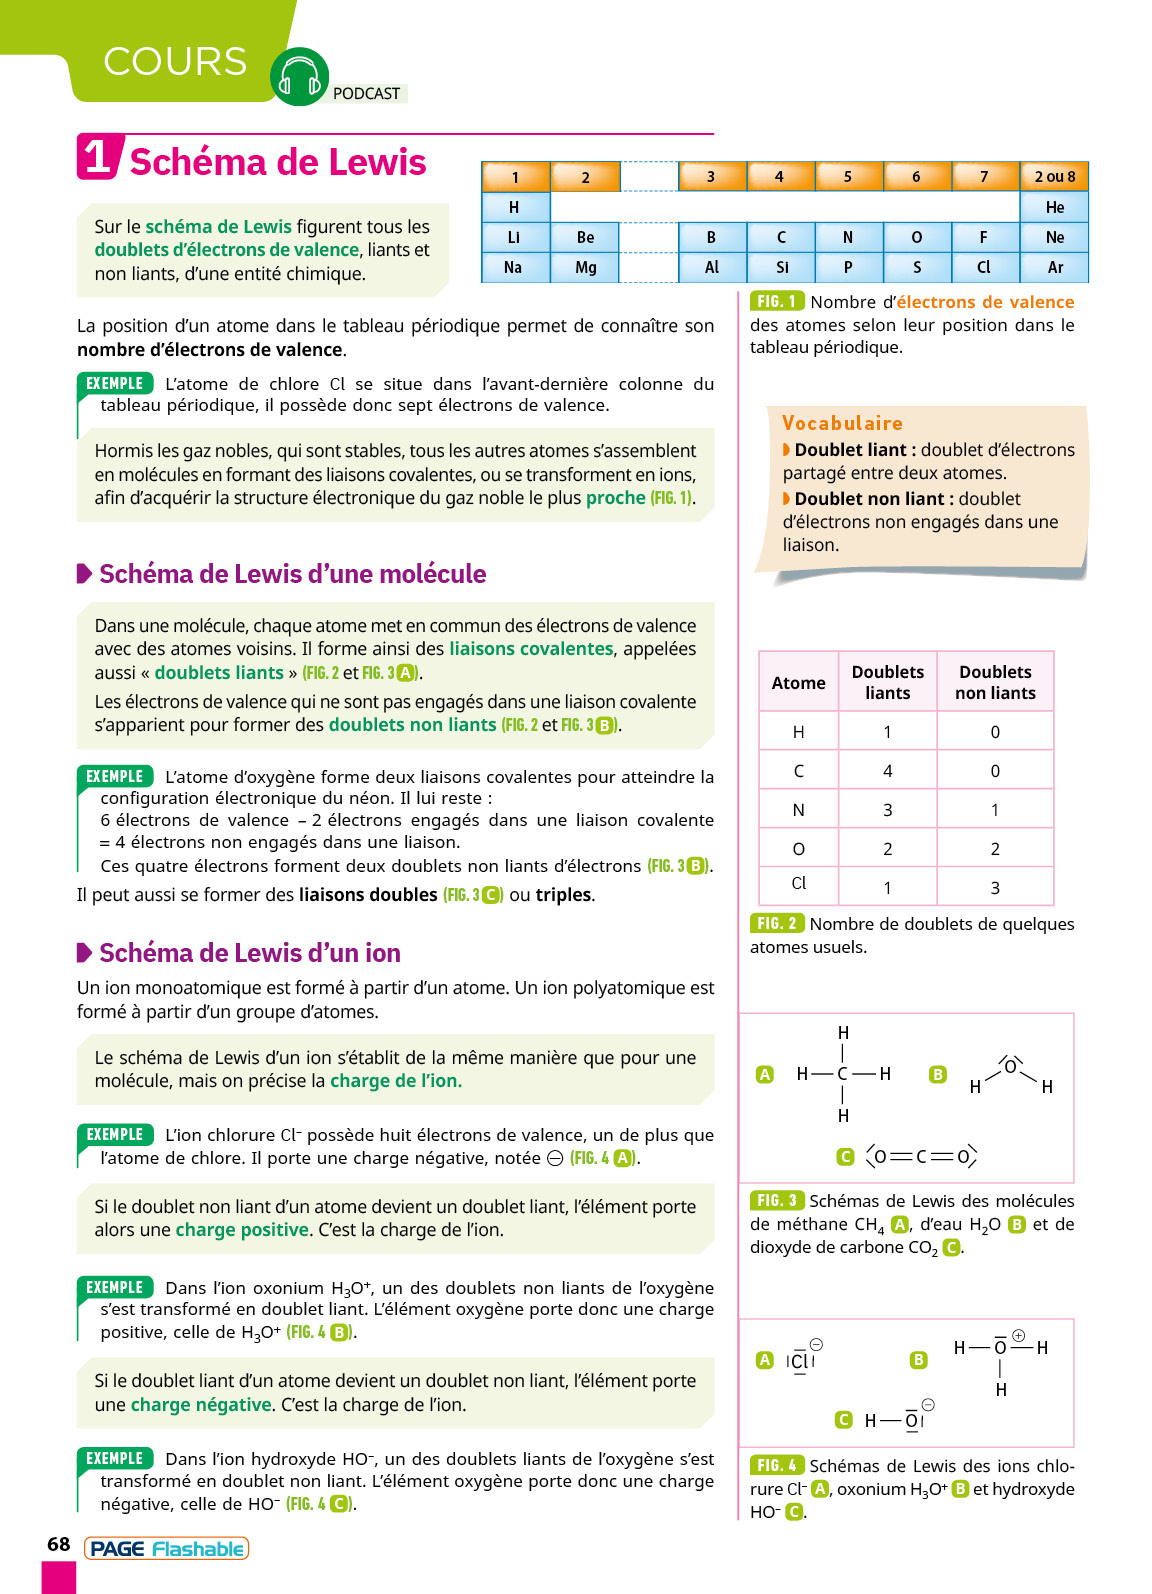 COURS
PODCAST
1 Schéma de Lewis
Sur le schéma de Lewis figurent tous les
doublets d’électrons de valence, liants et
non liants, d’une entité chimique.
1 2 3 4 5 6 7 2 ou 8
H He
Li Be B C N O F Ne
Na Mg Al Si P S Cl Ar
FIG. 1 Nombre d’électrons de valence
des atomes selon leur position dans le
tableau périodique.
La position d’un atome dans le tableau périodique permet de connaître son
nombre d’électrons de valence.
EXEMPLE L’atome de chlore Cl se situe dans l’avant-dernière colonne du
tableau périodique, il possède donc sept électrons de valence.
Hormis les gaz nobles, qui sont stables, tous les autres atomes s’assemblent
en molécules en formant des liaisons covalentes, ou se transforment en ions,
afin d’acquérir la structure électronique du gaz noble le plus proche (FIG. 1).
Vocabulaire
Doublet liant : doublet d’électrons
partagé entre deux atomes.
Doublet non liant : doublet
d’électrons non engagés dans une
liaison.
Schéma de Lewis d’une molécule
Dans une molécule, chaque atome met en commun des électrons de valence
avec des atomes voisins. Il forme ainsi des liaisons covalentes, appelées
aussi « doublets liants » (FIG. 2 et FIG. 3 A).
Les électrons de valence qui ne sont pas engagés dans une liaison covalente
s’apparient pour former des doublets non liants (FIG. 2 et FIG. 3 B).
EXEMPLE L’atome d’oxygène forme deux liaisons covalentes pour atteindre la
configuration électronique du néon. Il lui reste :
6 électrons de valence – 2 électrons engagés dans une liaison covalente
= 4 électrons non engagés dans une liaison.
Ces quatre électrons forment deux doublets non liants d’électrons (FIG. 3 B).
Il peut aussi se former des liaisons doubles (FIG. 3 C) ou triples.
Atome Doublets liants Doublets non liants
H 1 0
C 4 0
N 3 1
O 2 2
Cl 1 3
FIG. 2 Nombre de doublets de quelques
atomes usuels.
Schéma de Lewis d’un ion
Un ion monoatomique est formé à partir d’un atome. Un ion polyatomique est
formé à partir d’un groupe d’atomes.
Le schéma de Lewis d’un ion s’établit de la même manière que pour une
molécule, mais on précise la charge de l’ion.
EXEMPLE L’ion chlorure Cl⁻ possède huit électrons de valence, un de plus que
l’atome de chlore. Il porte une charge négative, notée ⊖ (FIG. 4 A).
Si le doublet non liant d’un atome devient un doublet liant, l’élément porte
alors une charge positive. C’est la charge de l’ion.
EXEMPLE Dans l’ion oxonium H₃O⁺, un des doublets non liants de l’oxygène
s’est transformé en doublet liant. L’élément oxygène porte donc une charge
positive, celle de H₃O⁺ (FIG. 4 B).
Si le doublet liant d’un atome devient un doublet non liant, l’élément porte
une charge négative. C’est la charge de l’ion.
EXEMPLE Dans l’ion hydroxyde HO⁻, un des doublets liants de l’oxygène s’est
transformé en doublet non liant. L’élément oxygène porte donc une charge
négative, celle de HO⁻ (FIG. 4 C).
H
A H C H B O
H H
H
C O C O
FIG. 3 Schémas de Lewis des molécules
de méthane CH₄ A, d’eau H₂O B et de
dioxyde de carbone CO₂ C.
A Cl ⊖ B H O ⊕ H
H
C H O ⊖
FIG. 4 Schémas de Lewis des ions chlo-
rure Cl⁻ A, oxonium H₃O⁺ B et hydroxyde
HO⁻ C.
68 PAGE Flashable